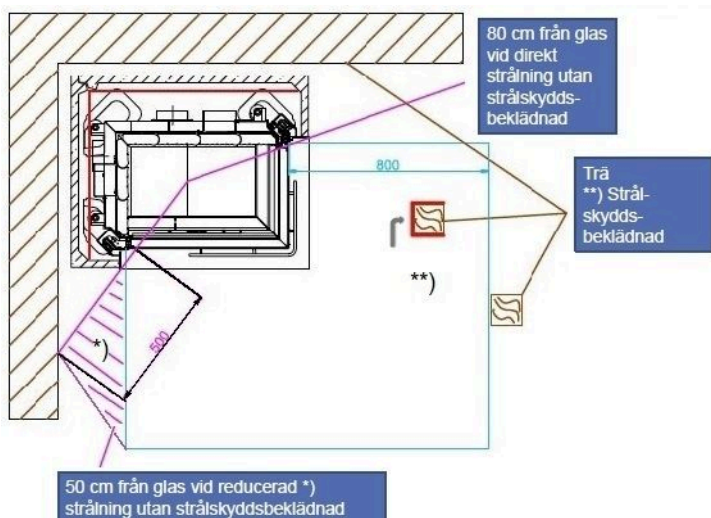 80 cm från glas
vid direkt
strålning utan
strålskydds-
beklädnad
800
Trä
**) Strål-
skydds-
beklädnad
**)
*)
500
50 cm från glas vid reducerad *)
strålning utan strålskyddsbeklädnad